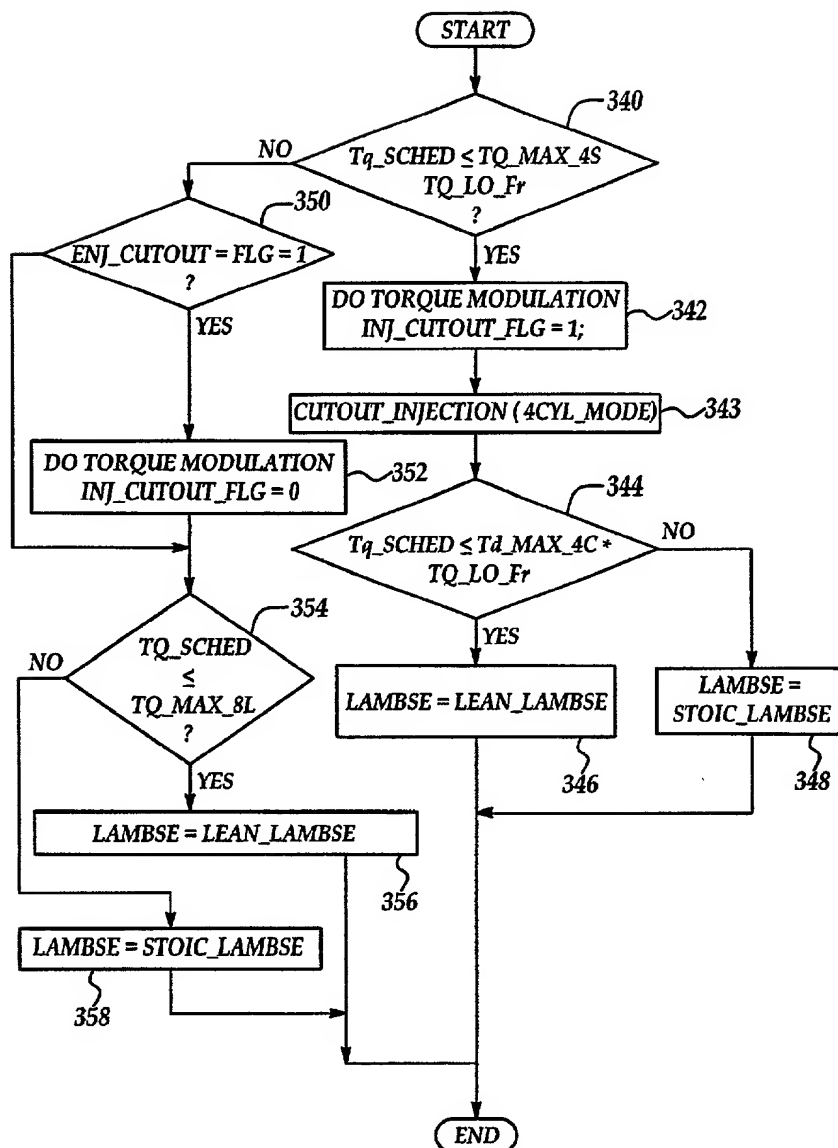 START
340
Tq_SCHED ≤ TQ_MAX_4S
TQ_LO_Fr
?
NO
YES
350
ENJ_CUTOUT = FLG = 1
?
YES
DO TORQUE MODULATION
INJ_CUTOUT_FLG = 1;
342
CUTOUT_INJECTION ( 4CYL_MODE)
343
DO TORQUE MODULATION
INJ_CUTOUT_FLG = 0
352
344
Tq_SCHED ≤ Td_MAX_4C *
TQ_LO_Fr
NO
YES
354
TQ_SCHED
≤
TQ_MAX_8L
?
NO
YES
LAMBSE = LEAN_LAMBSE
346
LAMBSE =
STOIC_LAMBSE
348
LAMBSE = LEAN_LAMBSE
356
LAMBSE = STOIC_LAMBSE
358
END